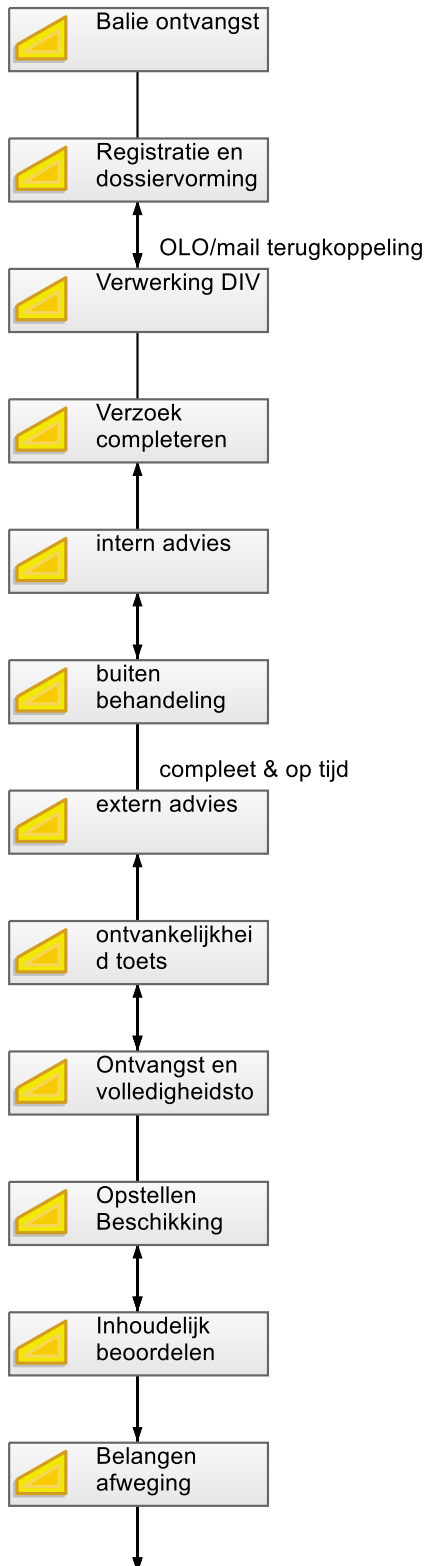 Balie ontvangst
Registratie en
dossiervorming
OLO/mail terugkoppeling
Verwerking DIV
Verzoek
completeren
intern advies
buiten
behandeling
compleet & op tijd
extern advies
ontvankelijkhei
d toets
Ontvangst en
volledigheidsto
Opstellen
Beschikking
Inhoudelijk
beoordelen
Belangen
afweging